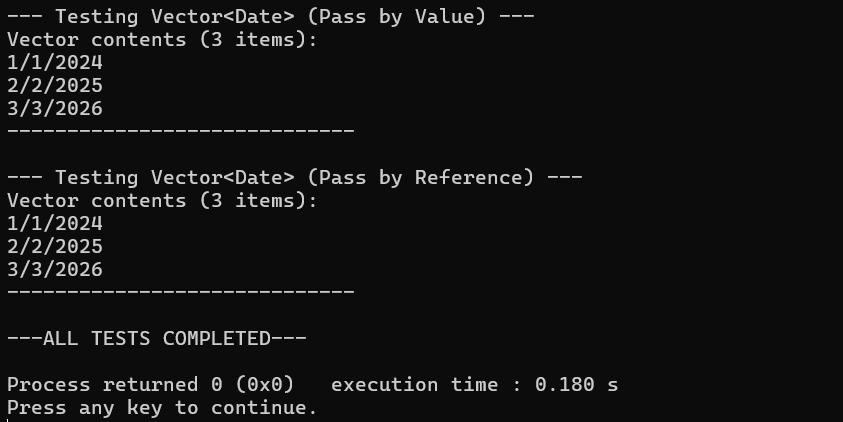 --- Testing Vector<Date> (Pass by Value) ---
Vector contents (3 items):
1/1/2024
2/2/2025
3/3/2026
-----------------------------
--- Testing Vector<Date> (Pass by Reference) ---
Vector contents (3 items):
1/1/2024
2/2/2025
3/3/2026
-----------------------------
---ALL TESTS COMPLETED---
Process returned 0 (0x0)   execution time : 0.180 s
Press any key to continue.